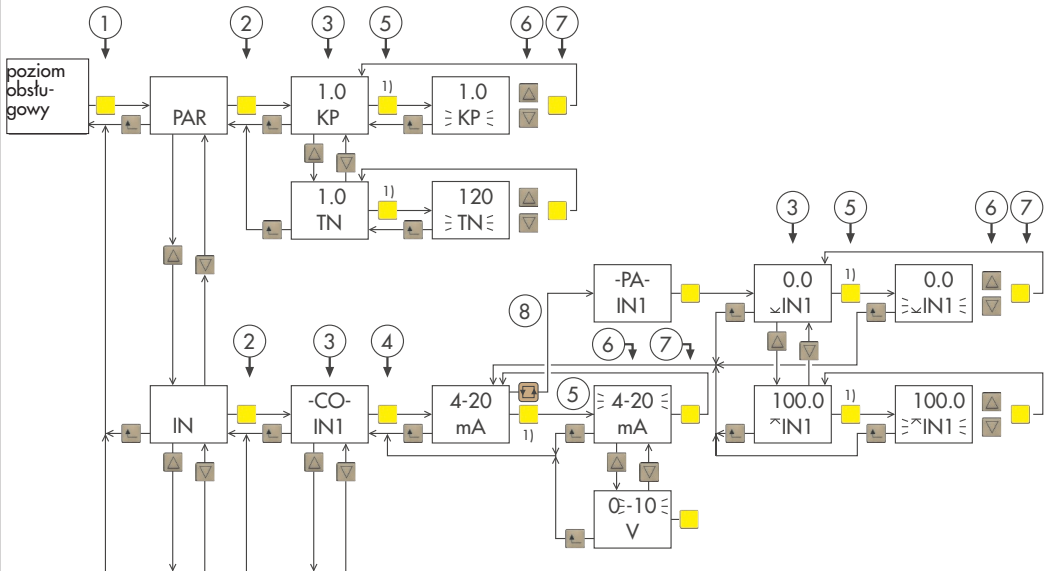 1 2 3 5 6 7
poziom
obsłu-
gowy
PAR
1.0
KP
1)
1.0
KP
1.0
TN
1)
120
TN
3 5 6 7
-PA-
IN1
0.0
IN1
1)
0.0
IN1
8
2 3 4 6 7
IN
-CO-
IN1
4-20
mA
1)
5
4-20
mA
100.0
IN1
1)
100.0
IN1
0-10
V